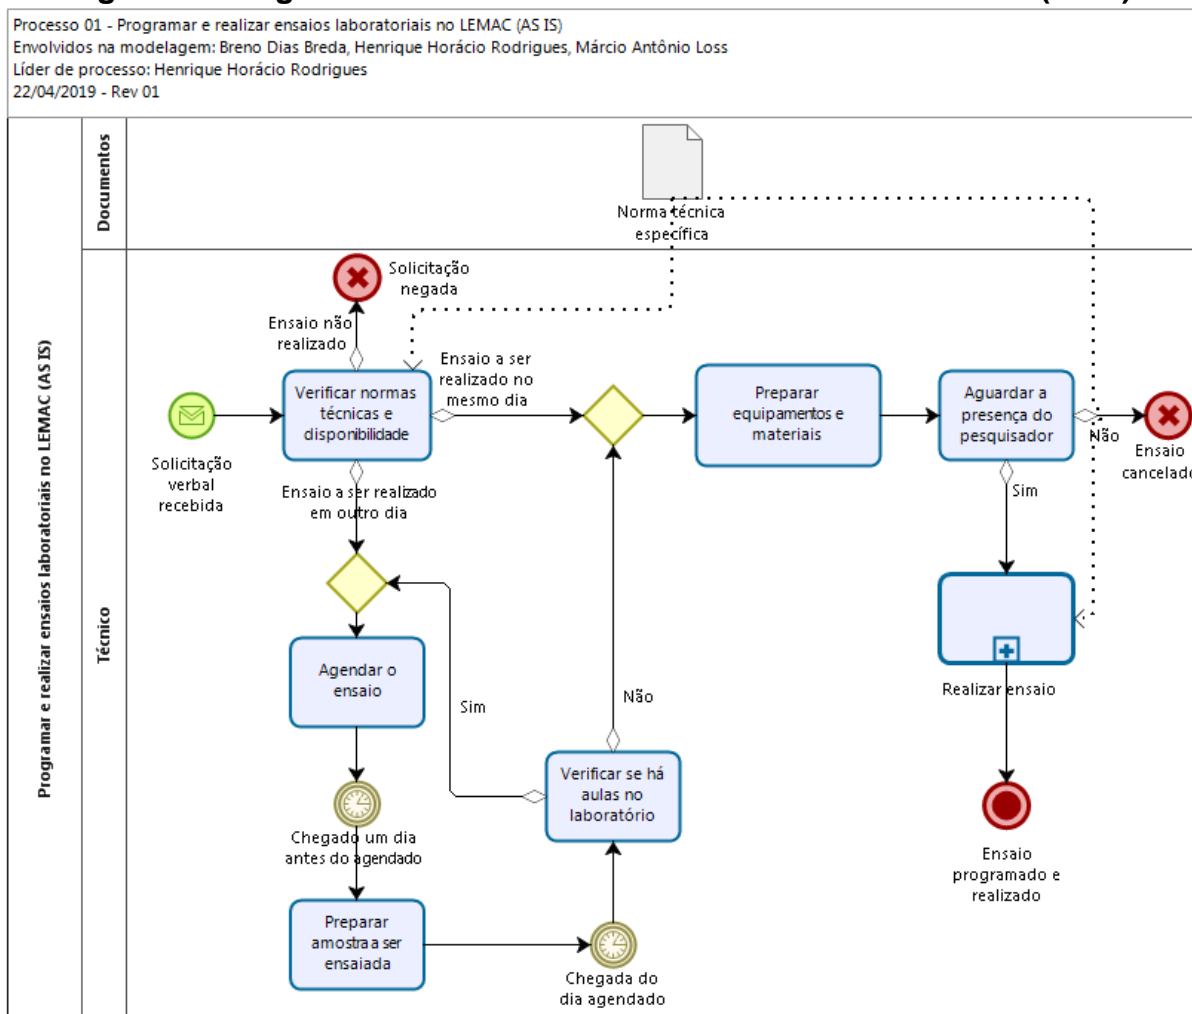 Processo 01 - Programar e realizar ensaios laboratoriais no LEMAC (AS IS)
Envolvidos na modelagem: Breno Dias Breda, Henrique Horácio Rodrigues, Márcio Antônio Loss
Líder de processo: Henrique Horácio Rodrigues
22/04/2019 - Rev 01
Programar e realizar ensaios laboratoriais no LEMAC (AS IS)
Documentos
Norma técnica
específica
Técnico
Solicitação
negada
Ensaio não
realizado
Ensaio a ser
realizado no
mesmo dia
Verificar normas
técnicas e
disponibilidade
Preparar
equipamentos e
materiais
Aguardar a
presença do
pesquisador
Não
Ensaio
cancelado
Solicitação
verbal
recebida
Ensaio a ser realizado
em outro dia
Sim
Agendar o
ensaio
Sim
Não
Realizar ensaio
Verificar se há
aulas no
laboratório
Chegado um dia
antes do agendado
Ensaio
programado e
realizado
Preparar
amostra a ser
ensaiada
Chegada do
dia agendado